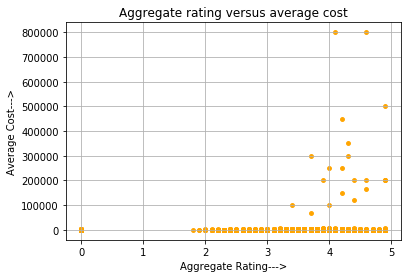 Aggregate rating versus average cost
800000
700000
600000
500000
400000
300000
200000
100000
0
Average Cost--->
0 1 2 3 4 5
Aggregate Rating--->